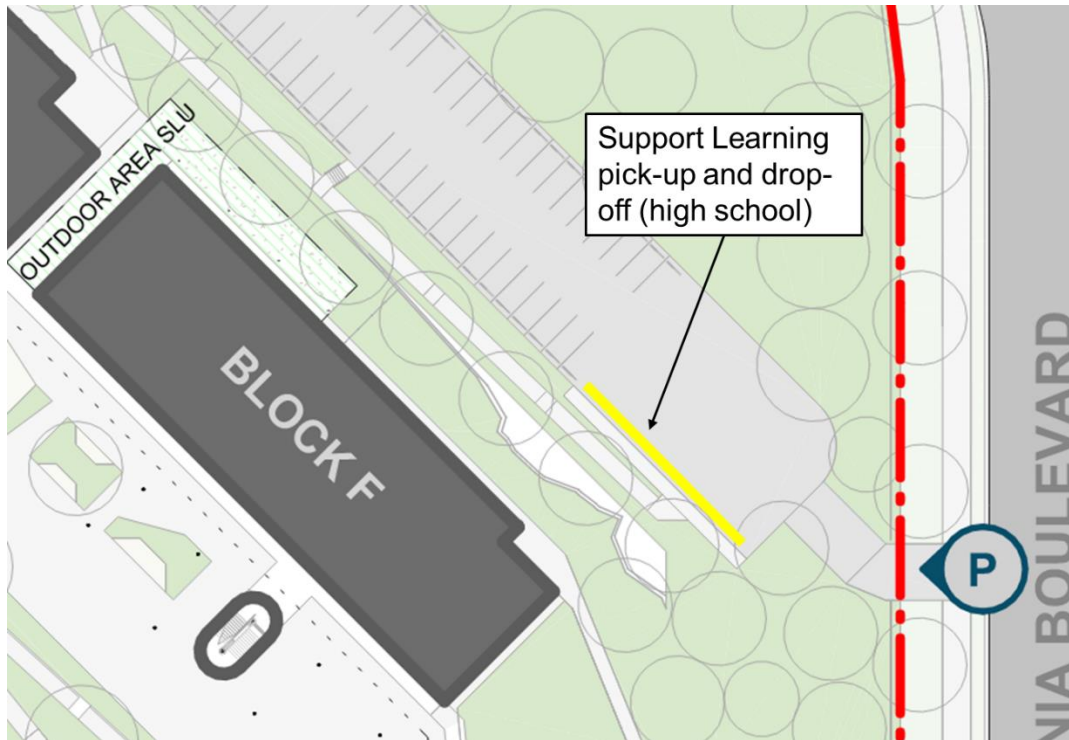 OUTDOOR AREA SLU
Support Learning
pick-up and drop-
off (high school)
BLOCK F
P
NIA BOULEVARD